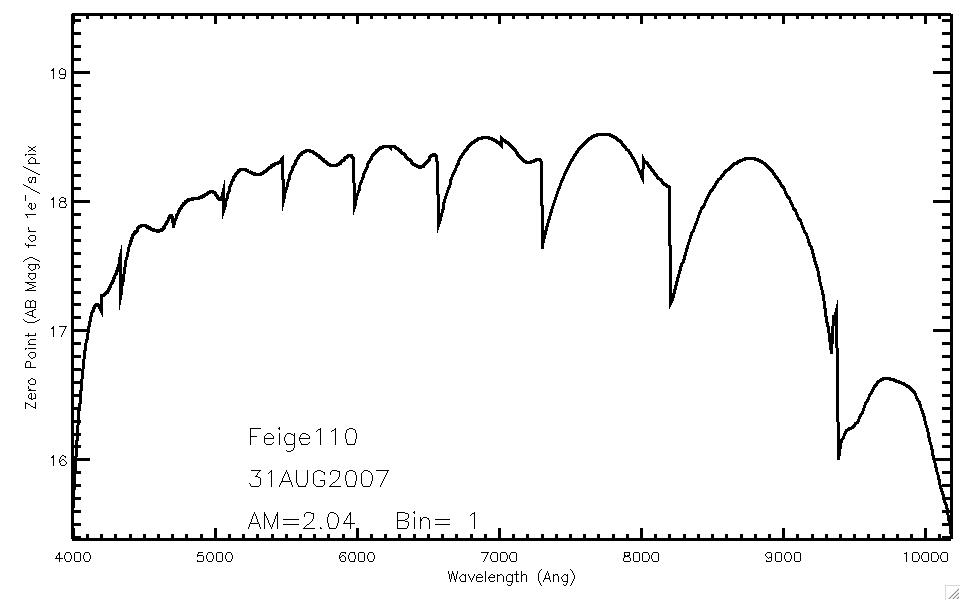 19
18
17
16
Zero Point (AB Mag) for 1e⁻/s/pix
Feige110
31AUG2007
AM=2.04 Bin= 1
4000 5000 6000 7000 8000 9000 10000
Wavelength (Ang)